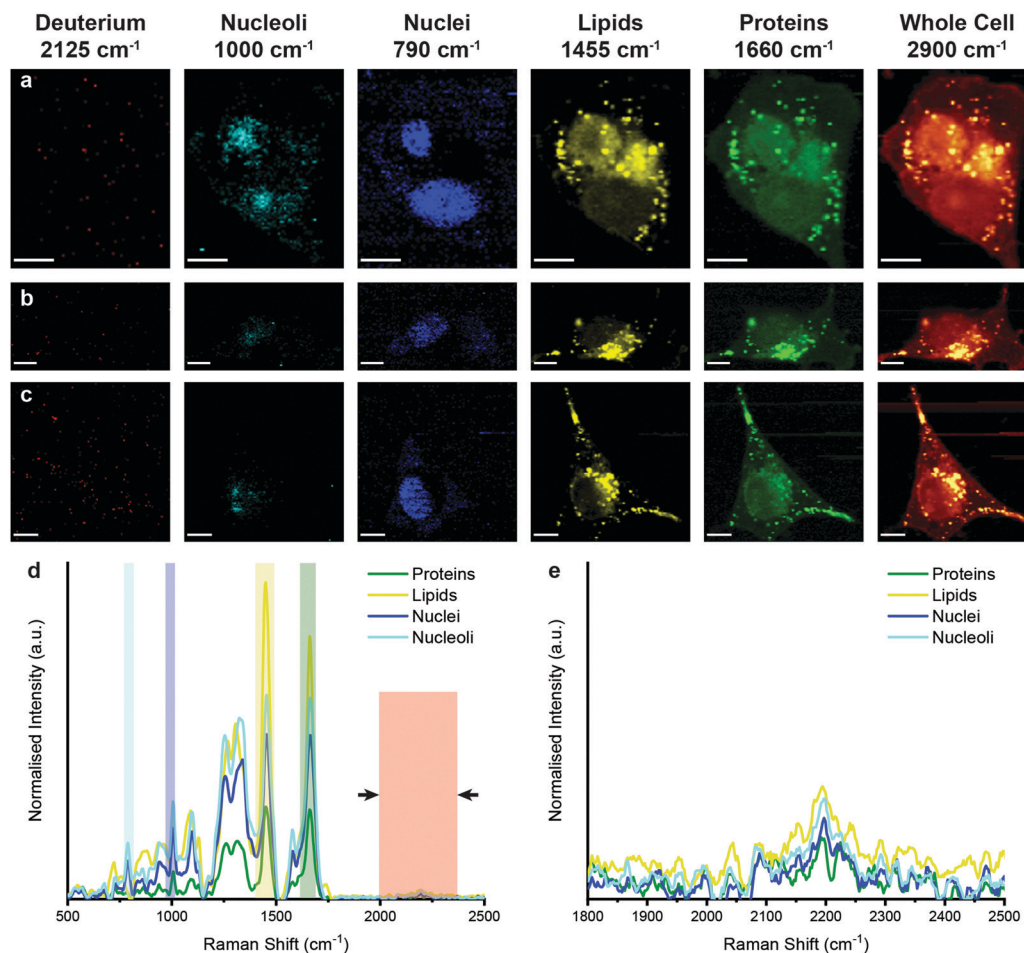 Deuterium Nucleoli Nuclei Lipids Proteins Whole Cell
2125 cm⁻¹ 1000 cm⁻¹ 790 cm⁻¹ 1455 cm⁻¹ 1660 cm⁻¹ 2900 cm⁻¹
a
b
c
d
Proteins
Lipids
Nuclei
Nucleoli
Normalised Intensity (a.u.)
500 1000 1500 2000 2500
Raman Shift (cm⁻¹)
e
Proteins
Lipids
Nuclei
Nucleoli
Normalised Intensity (a.u.)
1800 1900 2000 2100 2200 2300 2400 2500
Raman Shift (cm⁻¹)